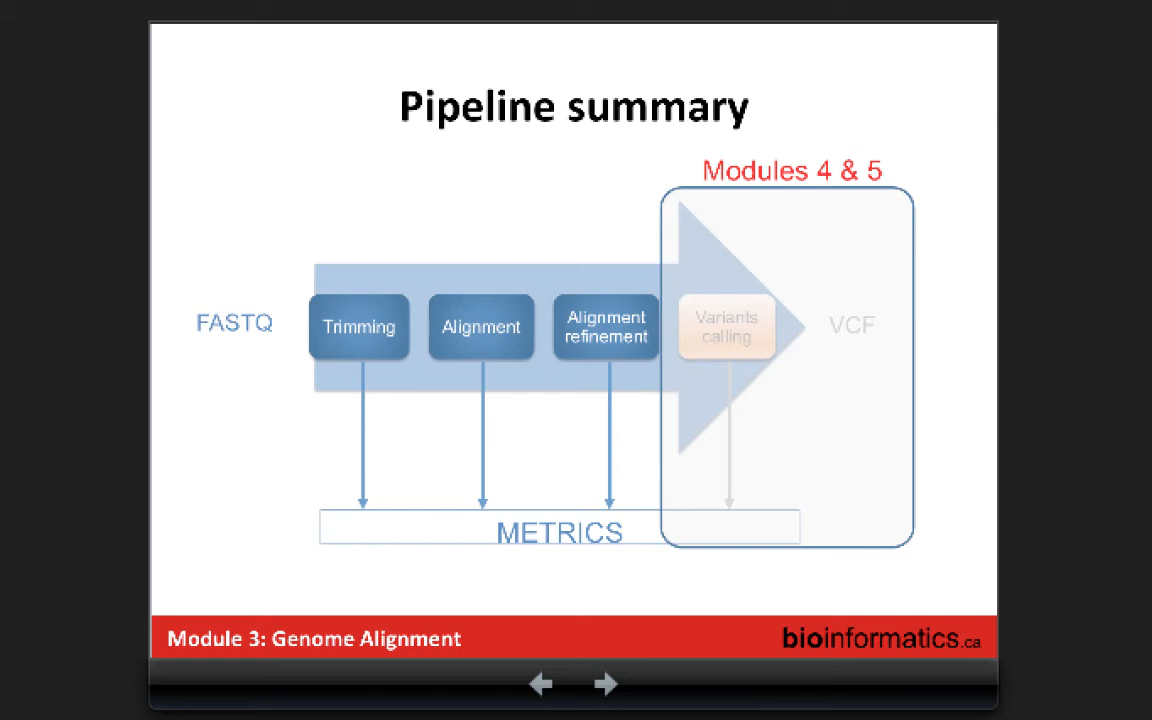 Pipeline summary
Modules 4 & 5
FASTQ
Trimming
Alignment
Alignment
refinement
Variants
calling
VCF
METRICS
Module 3: Genome Alignment
bioinformatics.ca